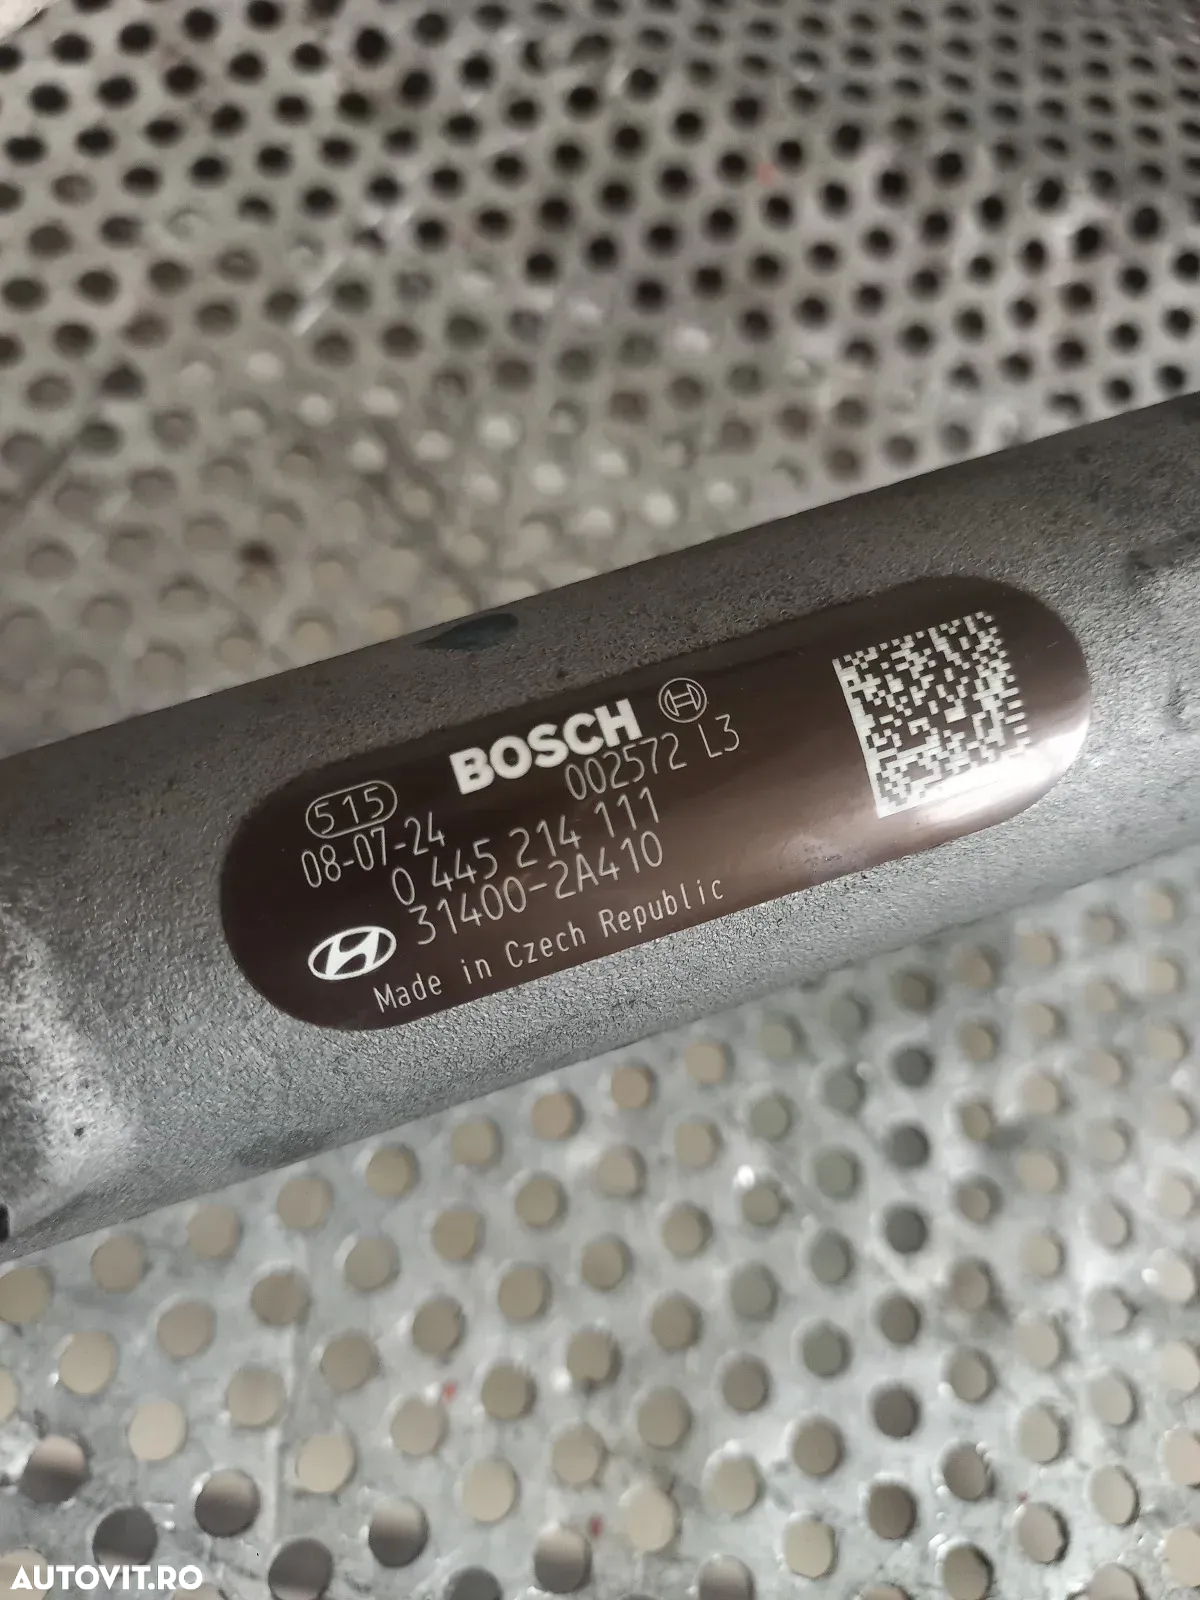 BOSCH
515
002572 L3
08-07-24
0 445 214 111
31400-2A410
Made in Czech Republic
AUTOVIT.RO